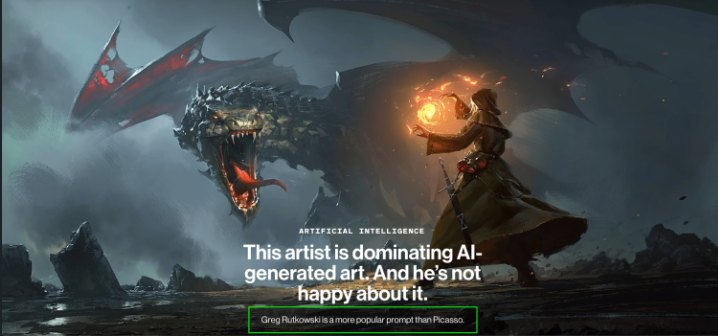 ARTIFICIAL INTELLIGENCE
This artist is dominating AI-
generated art. And he's not
happy about it.
Greg Rutkowski is a more popular prompt than Picasso.